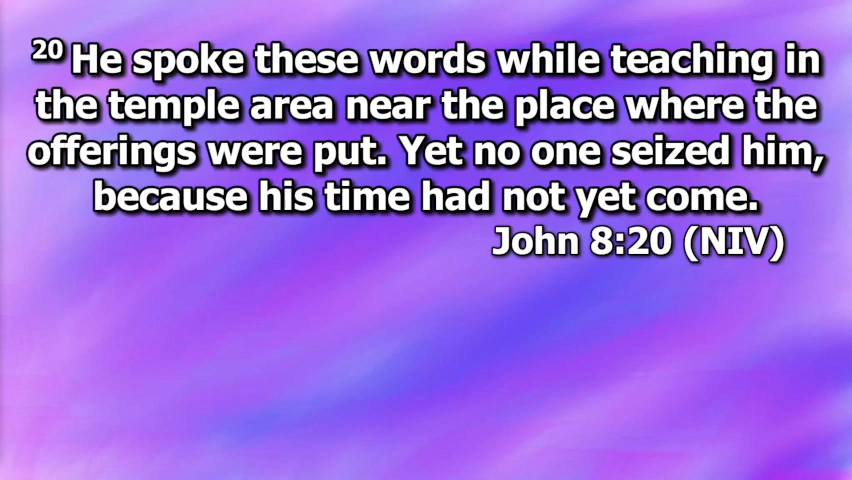 20 He spoke these words while teaching in
the temple area near the place where the
offerings were put. Yet no one seized him,
because his time had not yet come.
John 8:20 (NIV)